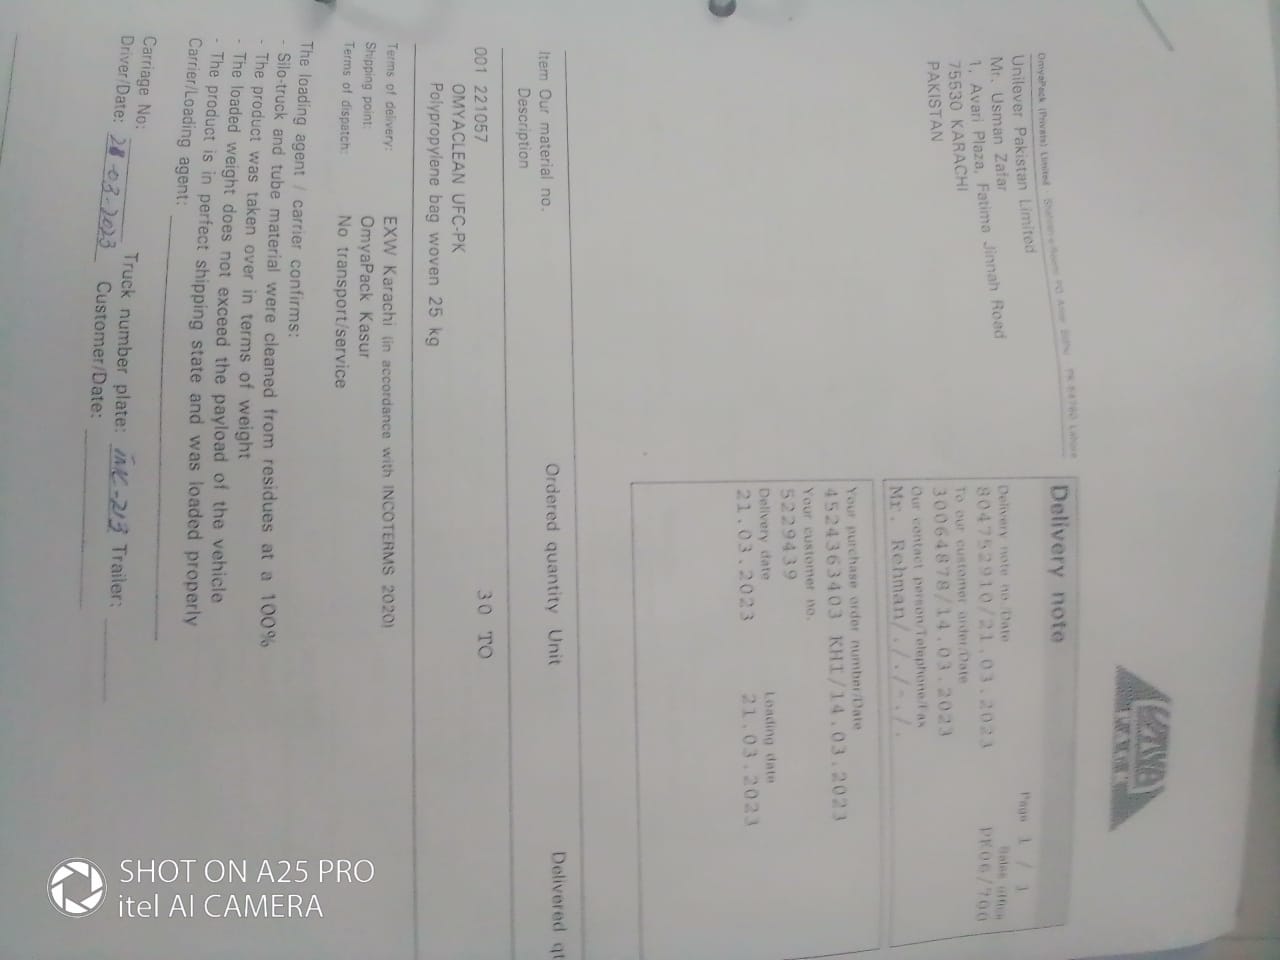 OMYA
OmyaPack (Private) Limited PK-54760 Lahore
Unilever Pakistan Limited
Mr. Usman Zafar
1, Avari Plaza, Fatima Jinnah Road
75530 KARACHI
PAKISTAN
Delivery note
Page 1 / 1
Delivery note no./Date
Sales office
804752910/21.03.2023
PK06/700
To our customer order/Date
30064878/14.03.2023
Our contact person/Telephone/Fax
Mr. Rehman/./. /-./.
Your purchase order number/Date
4524363403 KHI/14.03.2023
Your customer no.
5229439
Delivery date
Loading date
21.03.2023
21.03.2023
Item Our material no.
Ordered quantity Unit
Delivered qt
Description
001 221057
30 TO
OMYACLEAN UFC-PK
Polypropylene bag woven 25 kg
Terms of delivery: EXW Karachi (in accordance with INCOTERMS 2020)
Shipping point: OmyaPack Kasur
Terms of dispatch: No transport/service
The loading agent / carrier confirms:
- Silo-truck and tube material were cleaned from residues at a 100%
- The product was taken over in terms of weight
- The loaded weight does not exceed the payload of the vehicle
- The product is in perfect shipping state and was loaded properly
Carrier/Loading agent:
Carriage No:
Truck number plate: -213 Trailer:
Driver/Date: -03-2023
Customer/Date:
SHOT ON A25 PRO
itel AI CAMERA